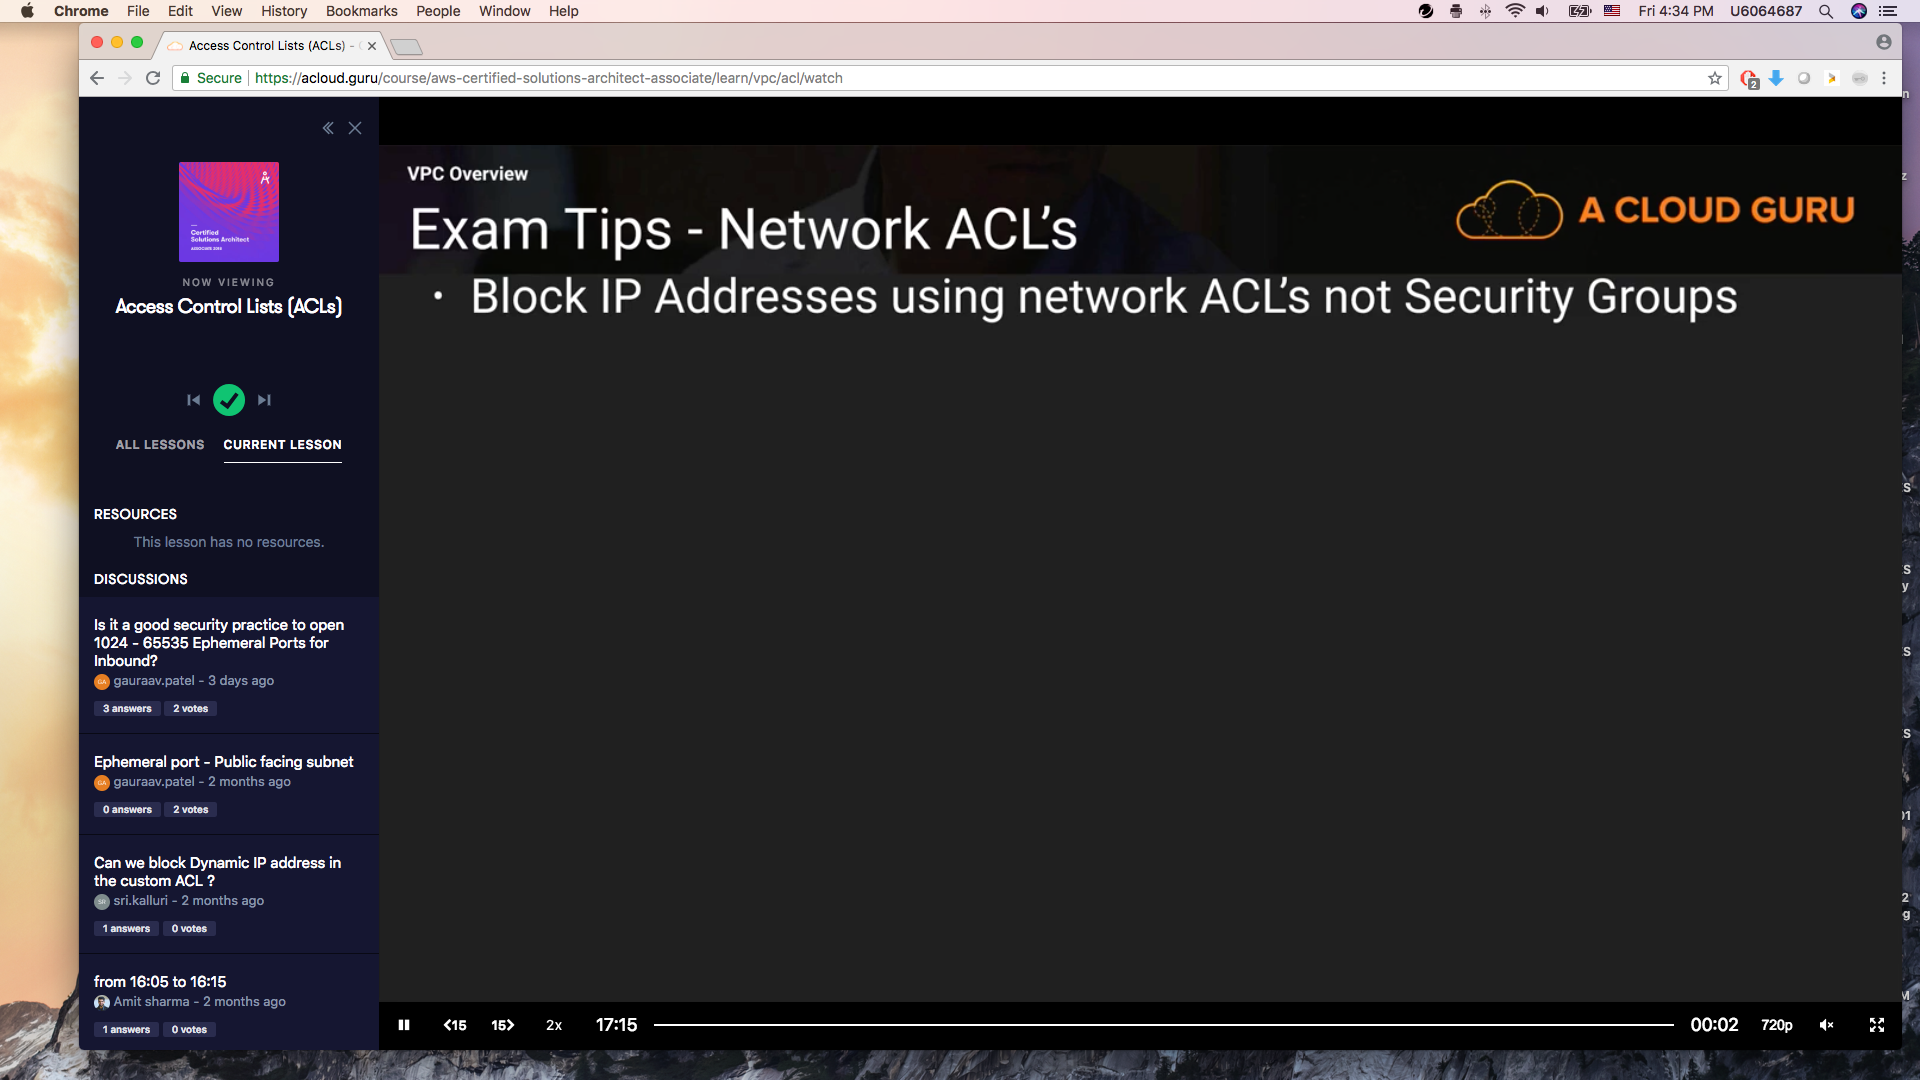 Chrome File Edit View History Bookmarks People Window Help Fri 4:34 PM U6064687
Access Control Lists (ACLs) -
Secure https://acloud.guru/course/aws-certified-solutions-architect-associate/learn/vpc/acl/watch
2
Certified
Solutions Architect
NOW VIEWING
Access Control Lists (ACLs)
ALL LESSONS CURRENT LESSON
RESOURCES
This lesson has no resources.
DISCUSSIONS
Is it a good security practice to open
1024 - 65535 Ephemeral Ports for
Inbound?
gauraav.patel - 3 days ago
3 answers 2 votes
Ephemeral port - Public facing subnet
gauraav.patel - 2 months ago
0 answers 2 votes
Can we block Dynamic IP address in
the custom ACL ?
sri.kalluri - 2 months ago
1 answers 0 votes
from 16:05 to 16:15
Amit sharma - 2 months ago
1 answers 0 votes
VPC Overview
Exam Tips - Network ACL's
A CLOUD GURU
• Block IP Addresses using network ACL's not Security Groups
<15 15> 2x 17:15 00:02 720p